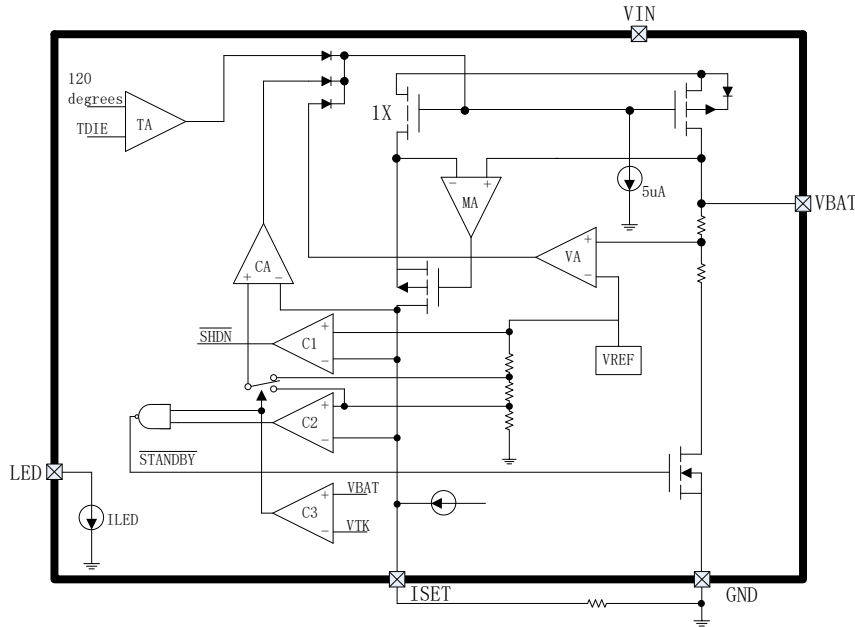 VIN
120
degrees
TA
TDIE
1X
- +
MA
5uA
VBAT
CA
+ -
VA
+
-
SHDN
C1
+
-
VREF
C2
+
-
STANDBY
LED
ILED
C3
+
-
VBAT
VTK
ISET
GND